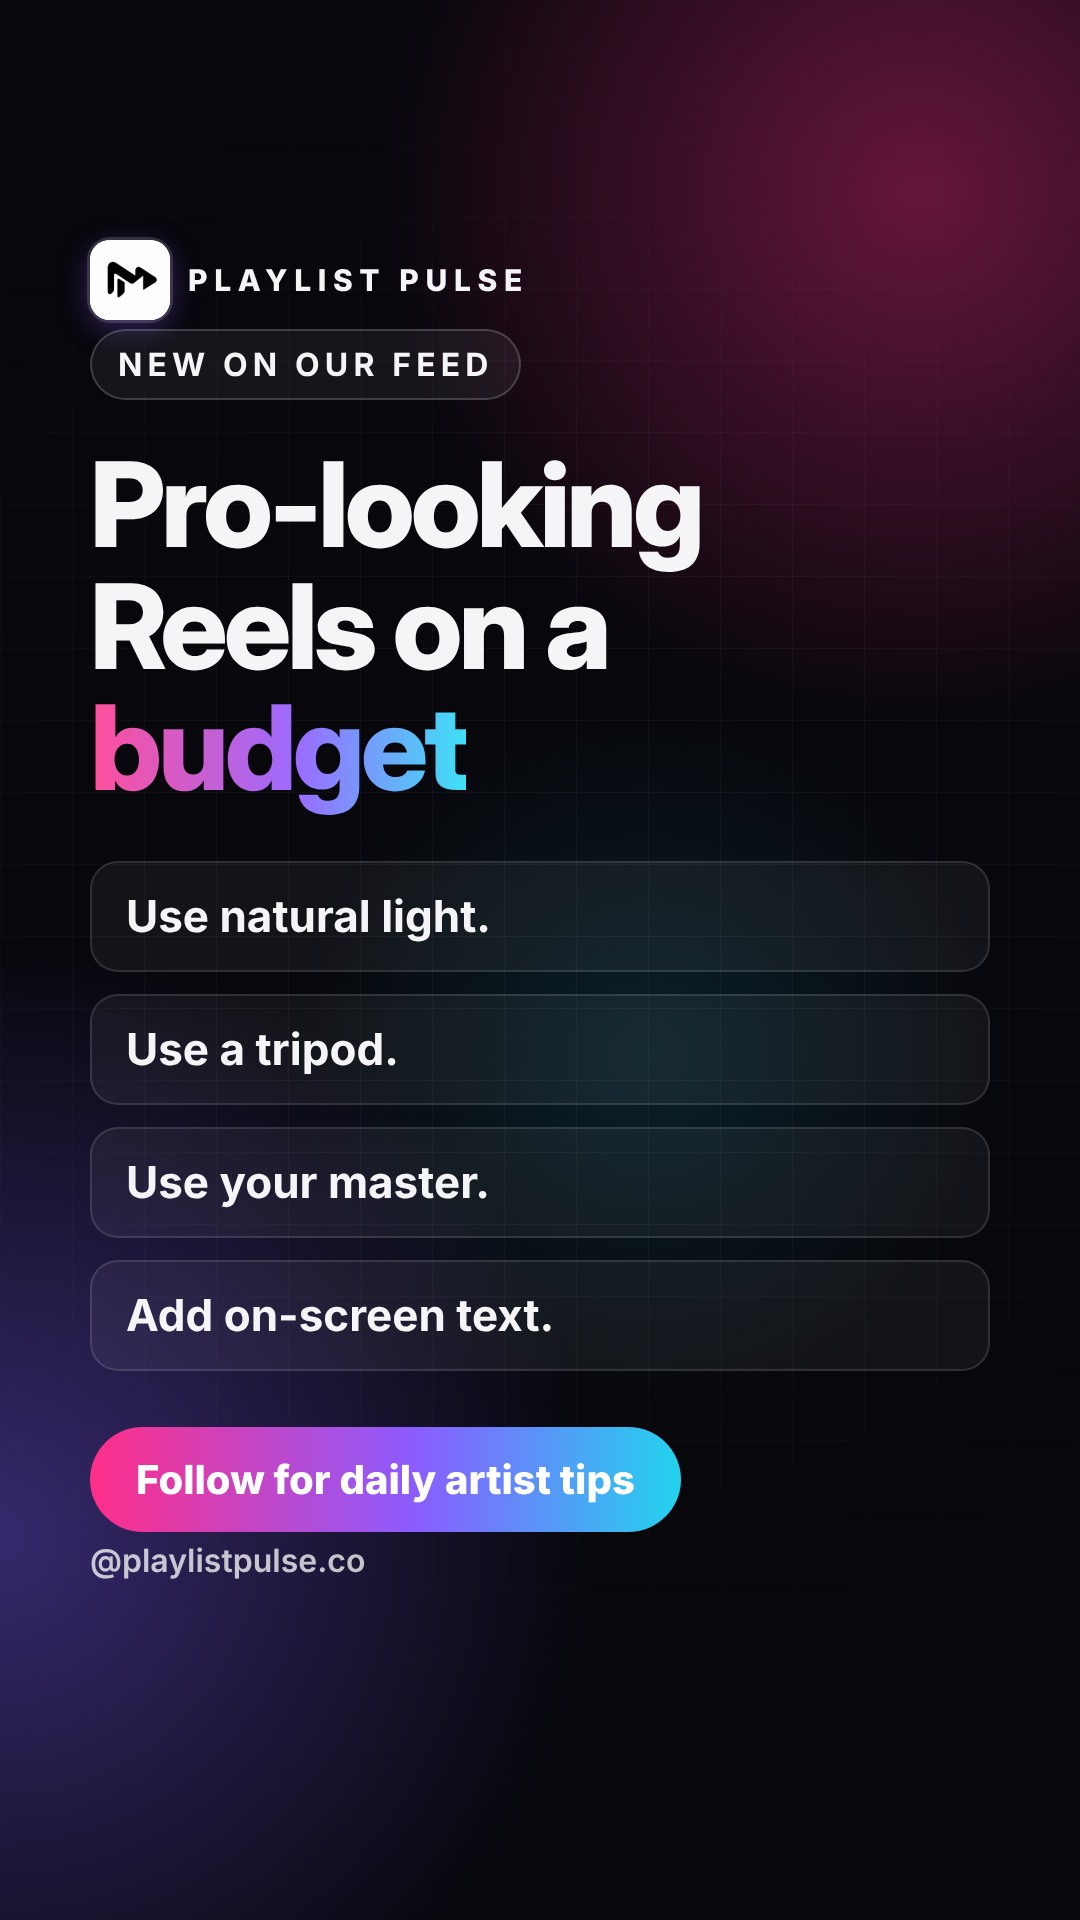 PLAYLIST PULSE
NEW ON OUR FEED
Pro-looking
Reels on a
budget
Use natural light.
Use a tripod.
Use your master.
Add on-screen text.
Follow for daily artist tips
@playlistpulse.co